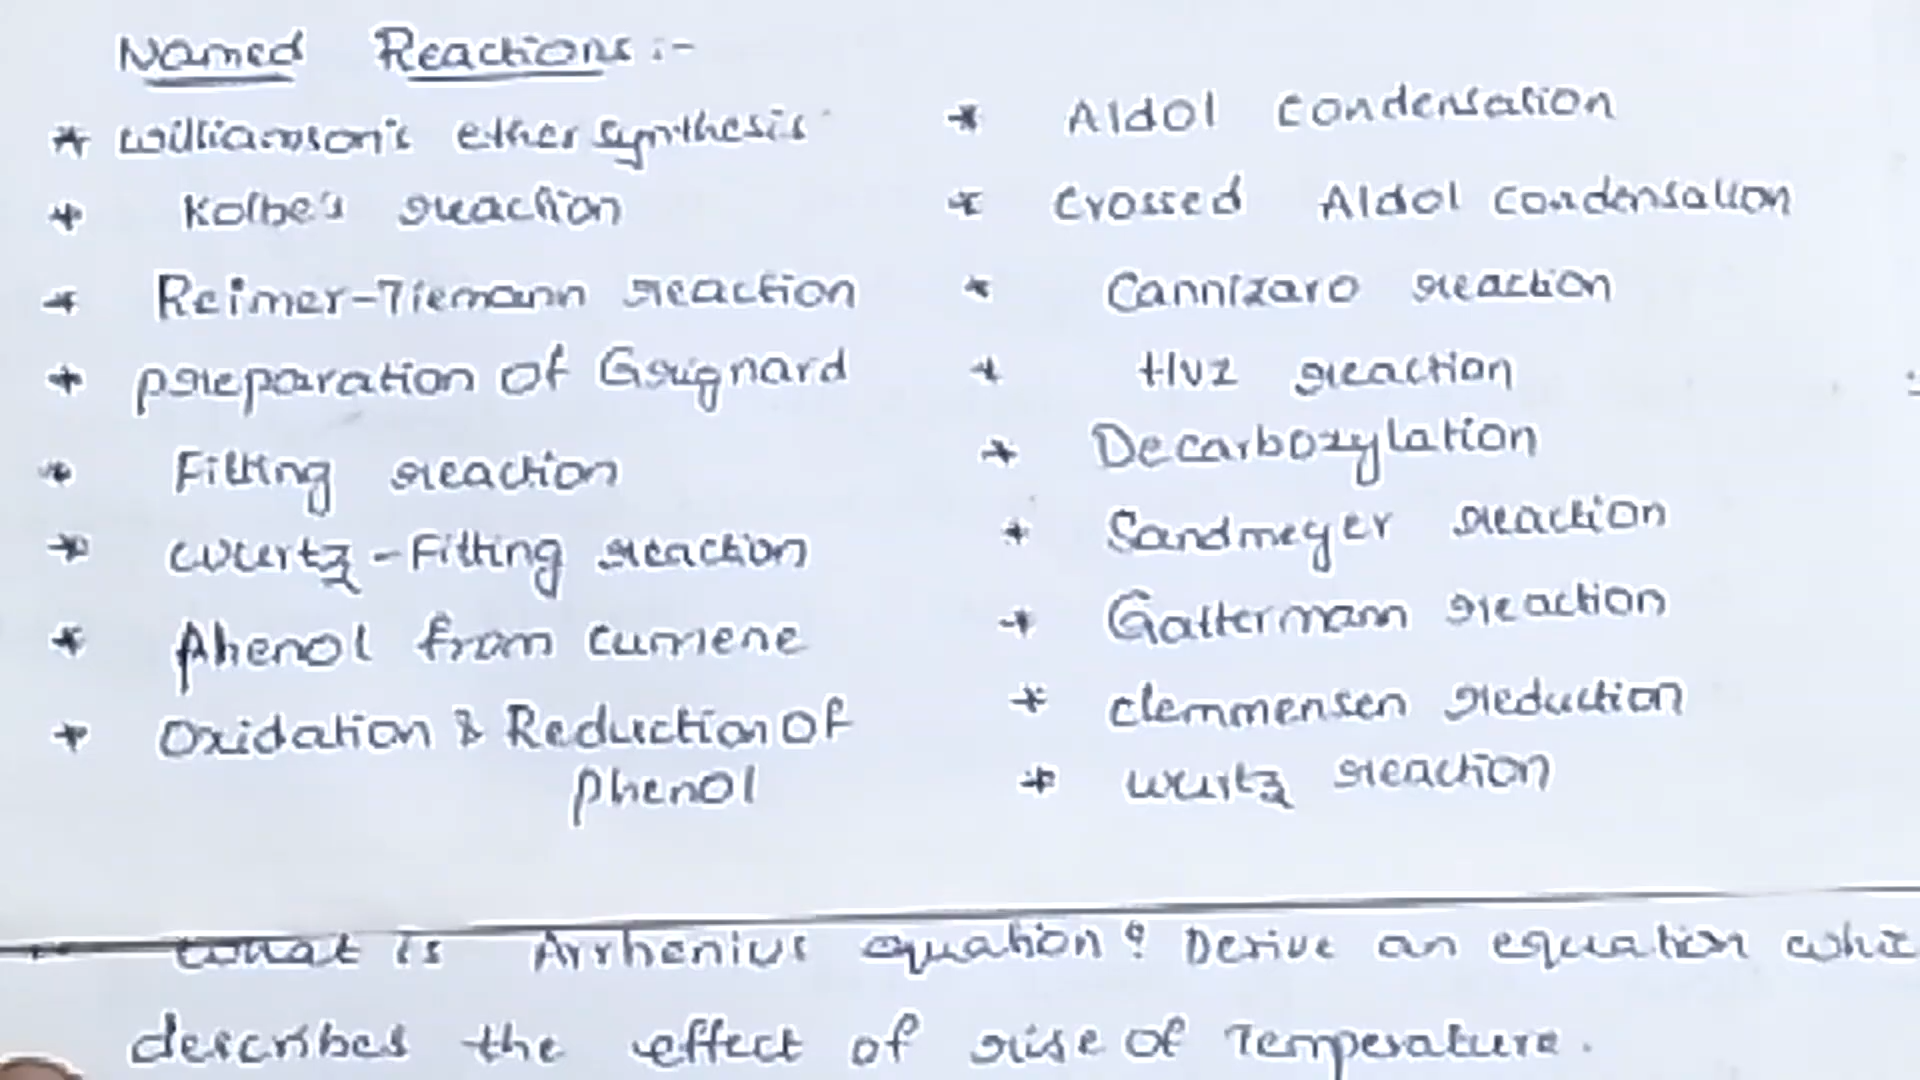 Named Reactions :-
* Williamson's ether synthesis
* Kolbe's reaction
* Reimer-Tiemann reaction
* preparation of Grignard
* Fitting reaction
* Wurtz-Fitting reaction
* phenol from cumene
* Oxidation & Reduction Of
phenol
* Aldol condensation
* Crossed Aldol condensation
* Cannizaro reaction
* HVZ reaction
* Decarboxylation
* Sandmeyer reaction
* Gattermann reaction
* clemmensen reduction
* wurtz reaction
What is Arrhenius equation? Derive an equation whic
describes the effect of rise of Temperature.